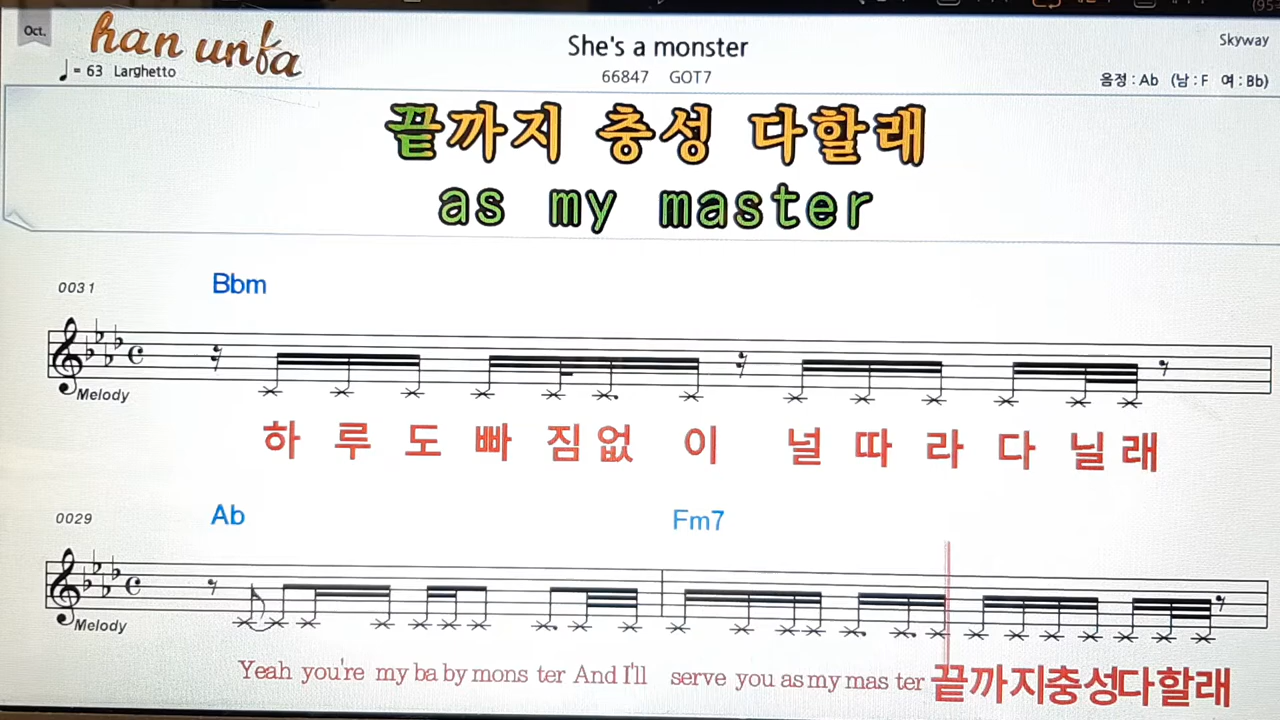 Oct.
han unfa
She's a monster
Skyway
♩= 63 Larghetto
66847 GOT7
음정 : Ab (남 : F 여 : Bb)
끝까지 충성 다할래
as my master
0031
Bbm
Melody
하 루 도 빠 짐 없 이 널 따 라 다 닐 래
0029
Ab Fm7
Melody
Yeah you're my ba by mons ter And I'll serve you as my mas ter 끝까지충성다할래